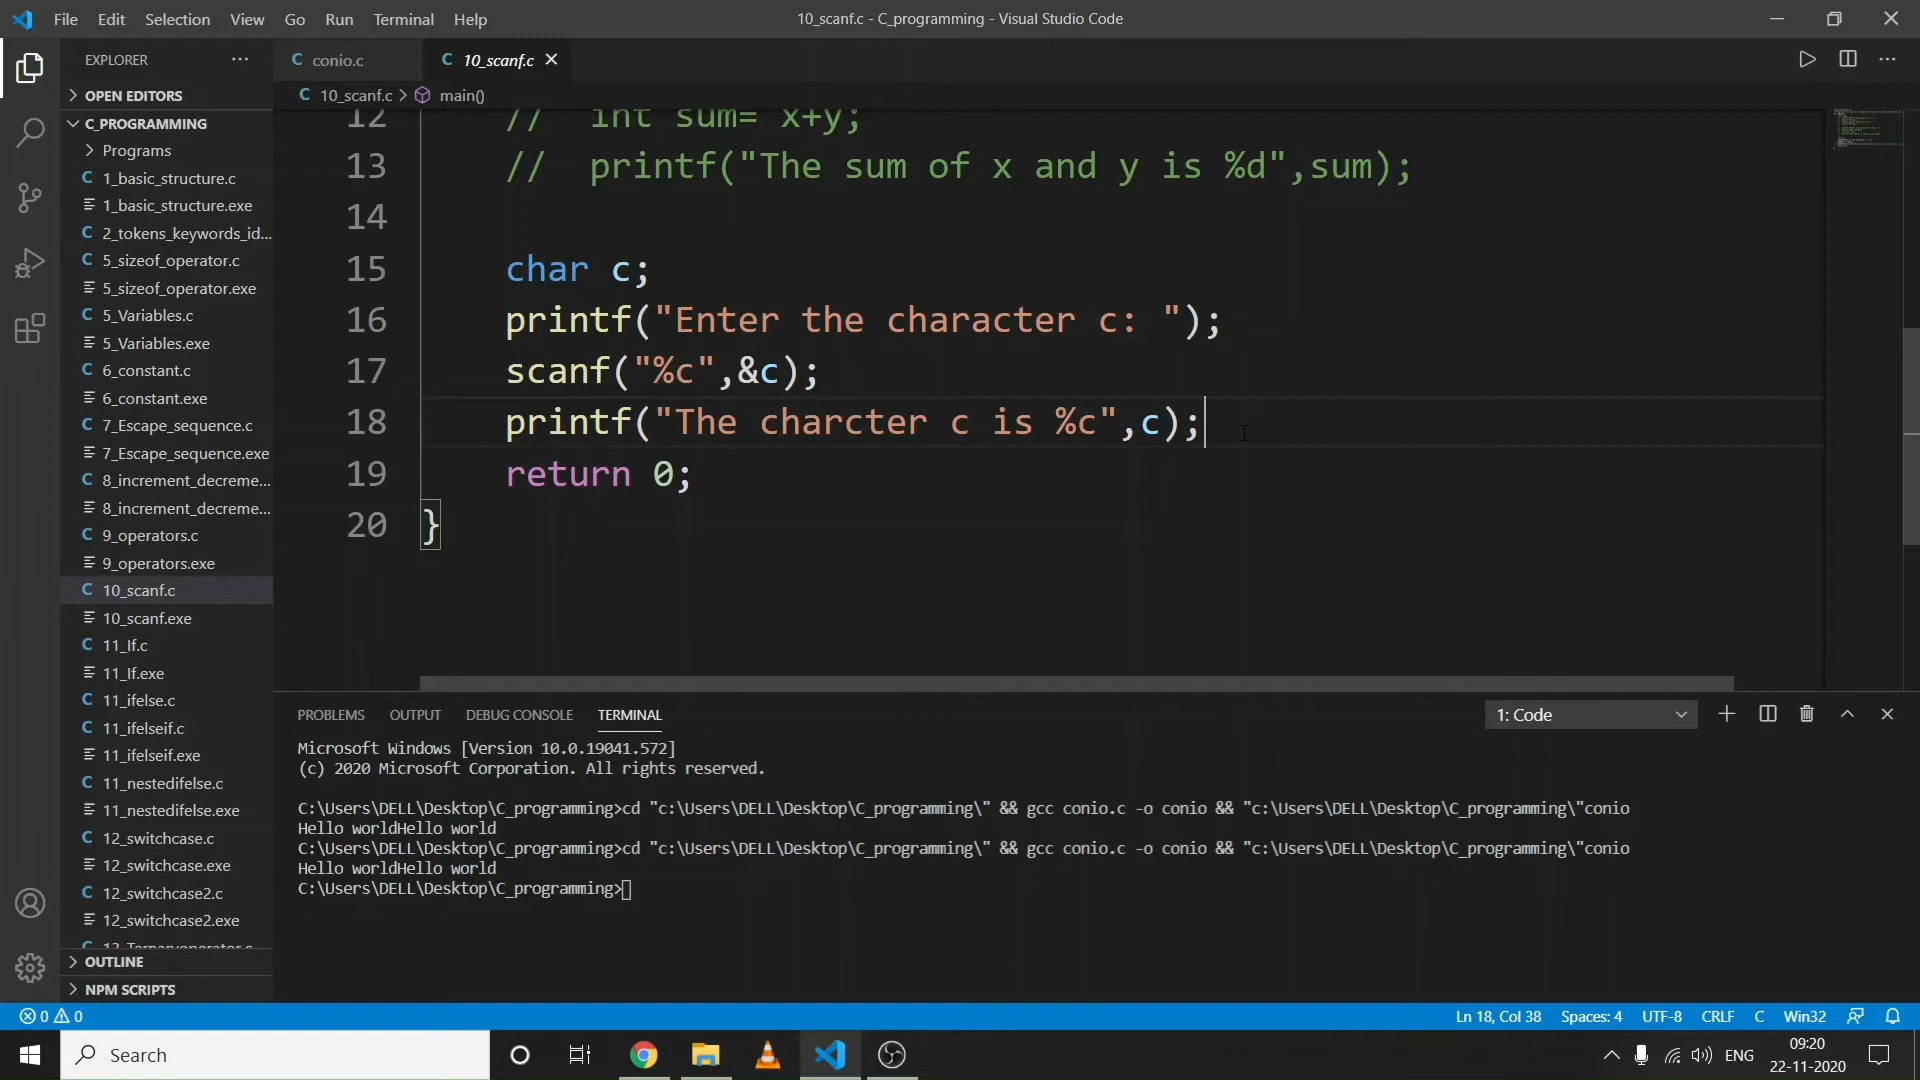 File Edit Selection View Go Run Terminal Help
10_scanf.c - C_programming - Visual Studio Code
EXPLORER
C conio.c
C 10_scanf.c
C 10_scanf.c > main()
OPEN EDITORS
C_PROGRAMMING
Programs
C 1_basic_structure.c
1_basic_structure.exe
C 2_tokens_keywords_id...
C 5_sizeof_operator.c
5_sizeof_operator.exe
C 5_Variables.c
5_Variables.exe
C 6_constant.c
6_constant.exe
C 7_Escape_sequence.c
7_Escape_sequence.exe
C 8_increment_decreme...
8_increment_decreme...
C 9_operators.c
9_operators.exe
C 10_scanf.c
10_scanf.exe
C 11_If.c
11_If.exe
C 11_ifelse.c
C 11_ifelseif.c
11_ifelseif.exe
C 11_nestedifelse.c
11_nestedifelse.exe
C 12_switchcase.c
12_switchcase.exe
C 12_switchcase2.c
12_switchcase2.exe
C 13_Ternaryoperator.c
OUTLINE
NPM SCRIPTS
12 // int sum= x+y;
13 // printf("The sum of x and y is %d",sum);
14
15 char c;
16 printf("Enter the character c: ");
17 scanf("%c",&c);
18 printf("The charcter c is %c",c);
19 return 0;
20 }
PROBLEMS OUTPUT DEBUG CONSOLE TERMINAL
1: Code
Microsoft Windows [Version 10.0.19041.572]
(c) 2020 Microsoft Corporation. All rights reserved.
C:\Users\DELL\Desktop\C_programming>cd "c:\Users\DELL\Desktop\C_programming\" && gcc conio.c -o conio && "c:\Users\DELL\Desktop\C_programming\"conio
Hello worldHello world
C:\Users\DELL\Desktop\C_programming>cd "c:\Users\DELL\Desktop\C_programming\" && gcc conio.c -o conio && "c:\Users\DELL\Desktop\C_programming\"conio
Hello worldHello world
C:\Users\DELL\Desktop\C_programming>
0 0
Ln 18, Col 38 Spaces: 4 UTF-8 CRLF C Win32
Search
ENG
09:20
22-11-2020